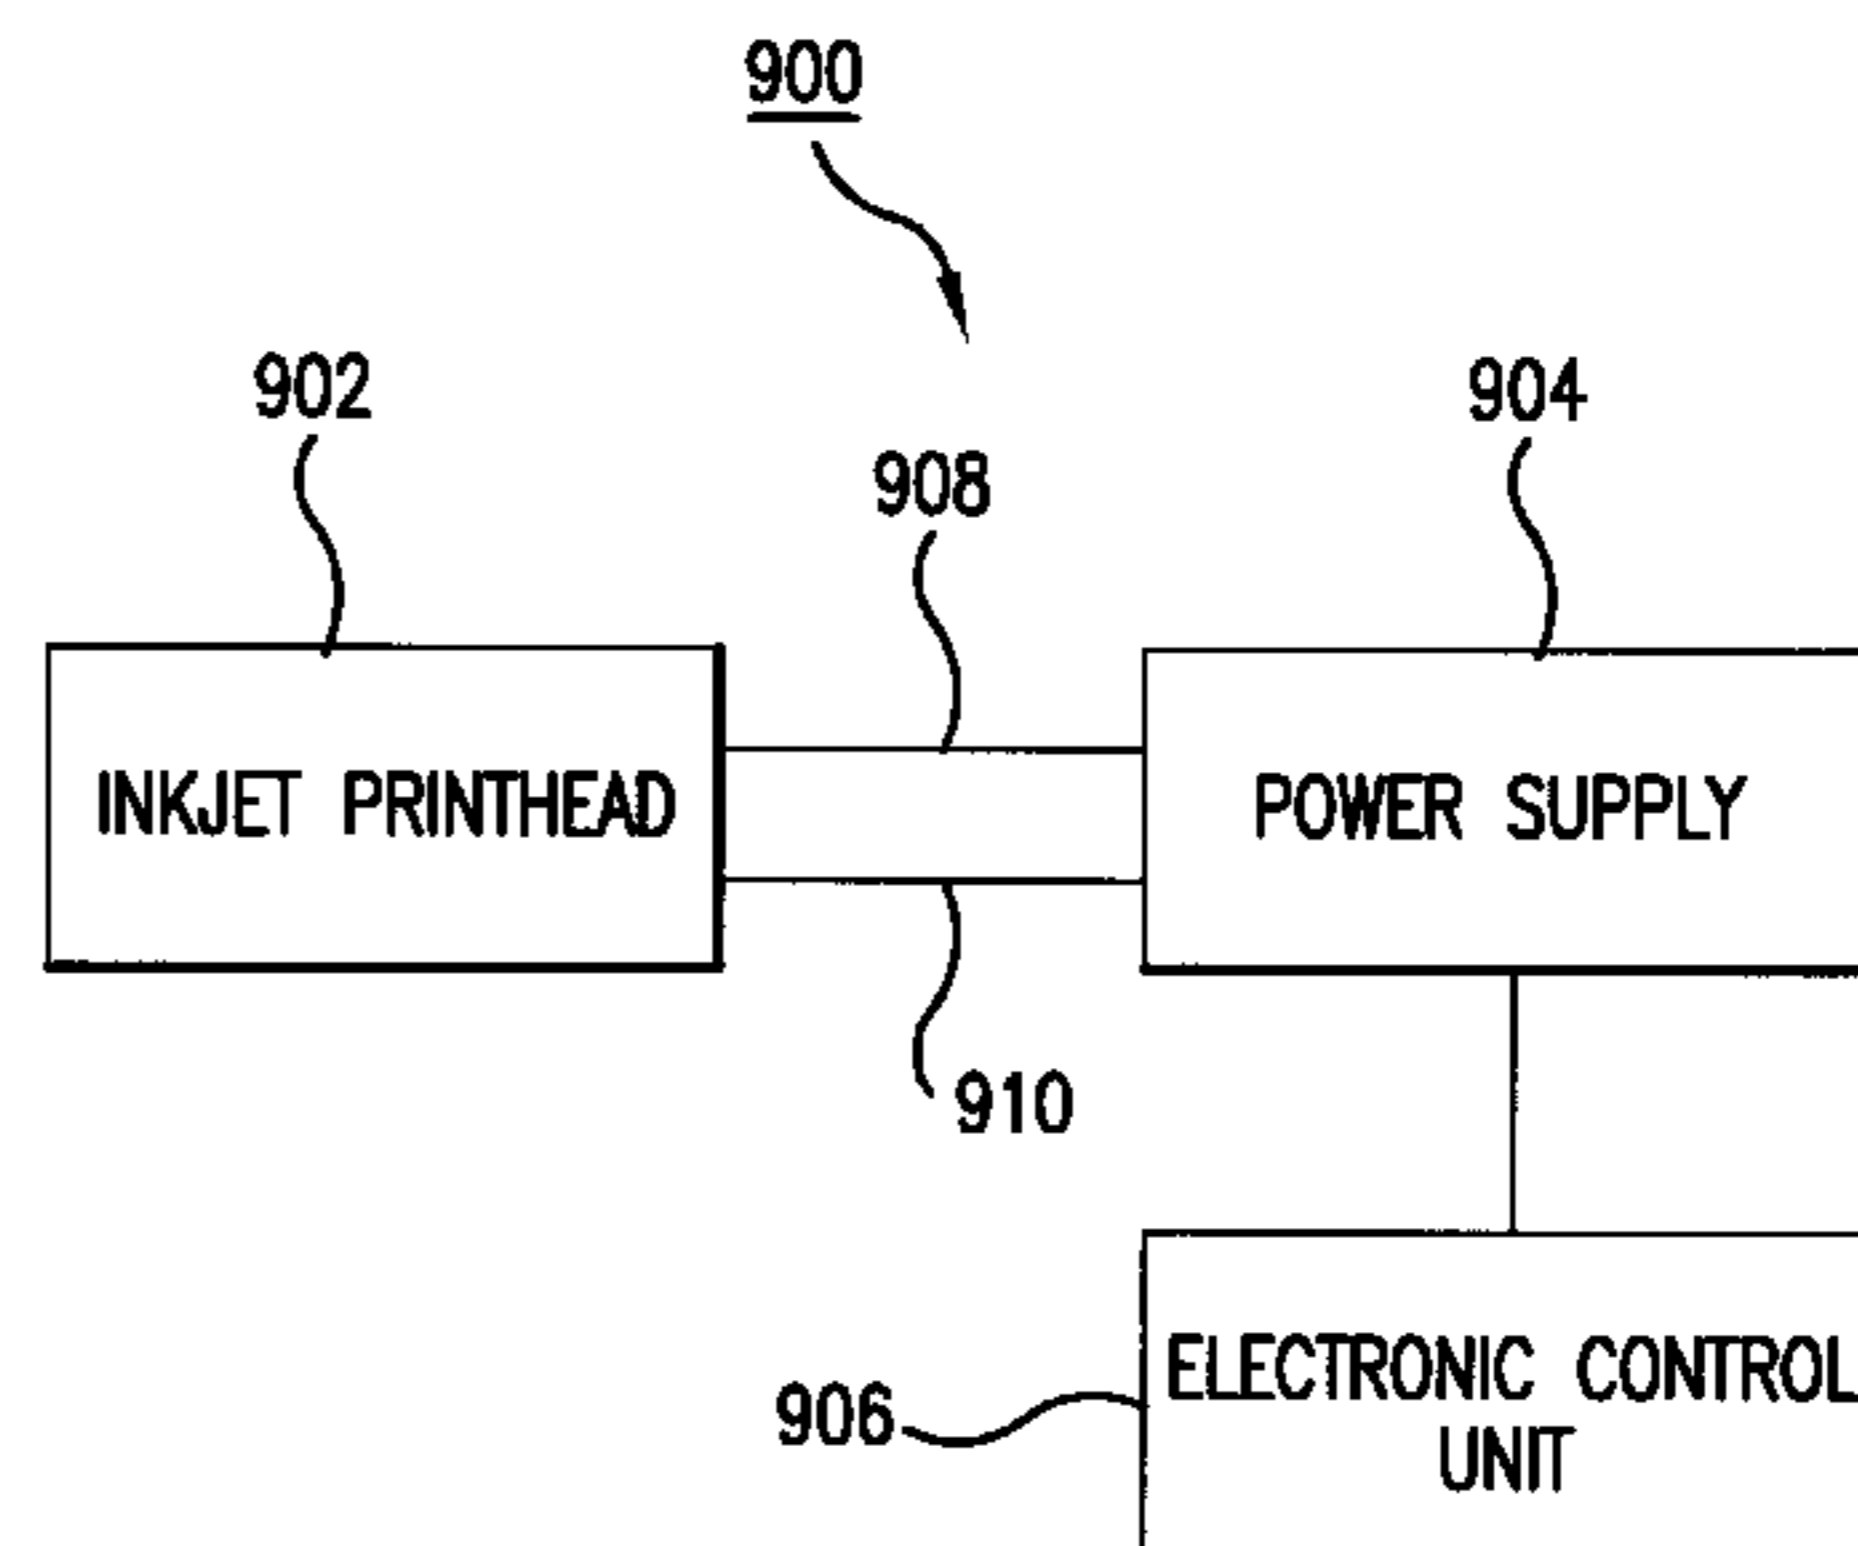 900
902
904
908
INKJET PRINTHEAD
POWER SUPPLY
910
ELECTRONIC CONTROL
906
UNIT